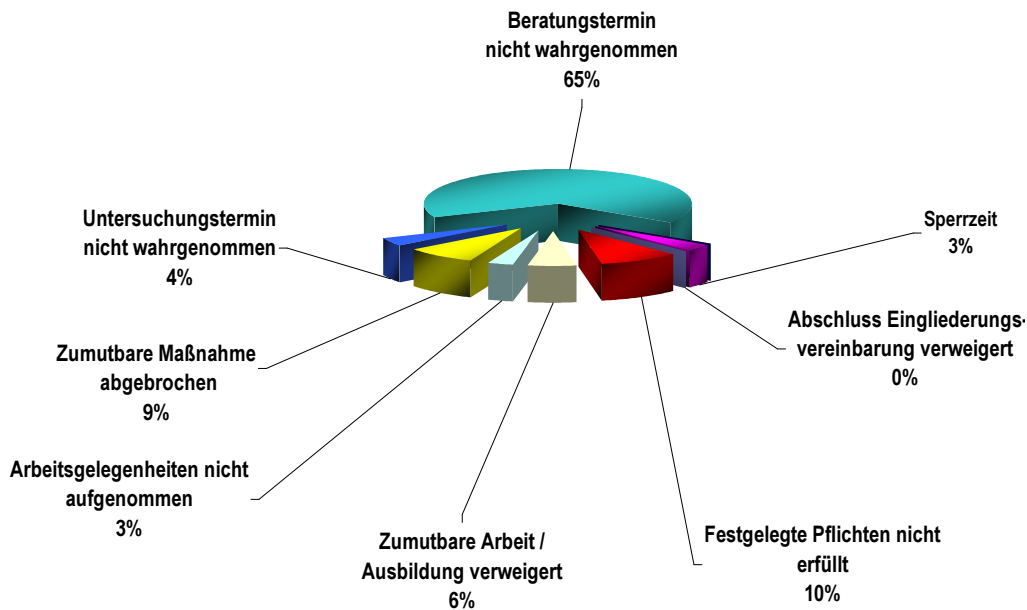 Beratungstermin
nicht wahrgenommen
65%
Untersuchungstermin
nicht wahrgenommen
4%
Sperrzeit
3%
Abschluss Eingliederungs-
vereinbarung verweigert
0%
Zumutbare Maßnahme
abgebrochen
9%
Arbeitsgelegenheiten nicht
aufgenommen
3%
Zumutbare Arbeit /
Ausbildung verweigert
6%
Festgelegte Pflichten nicht
erfüllt
10%